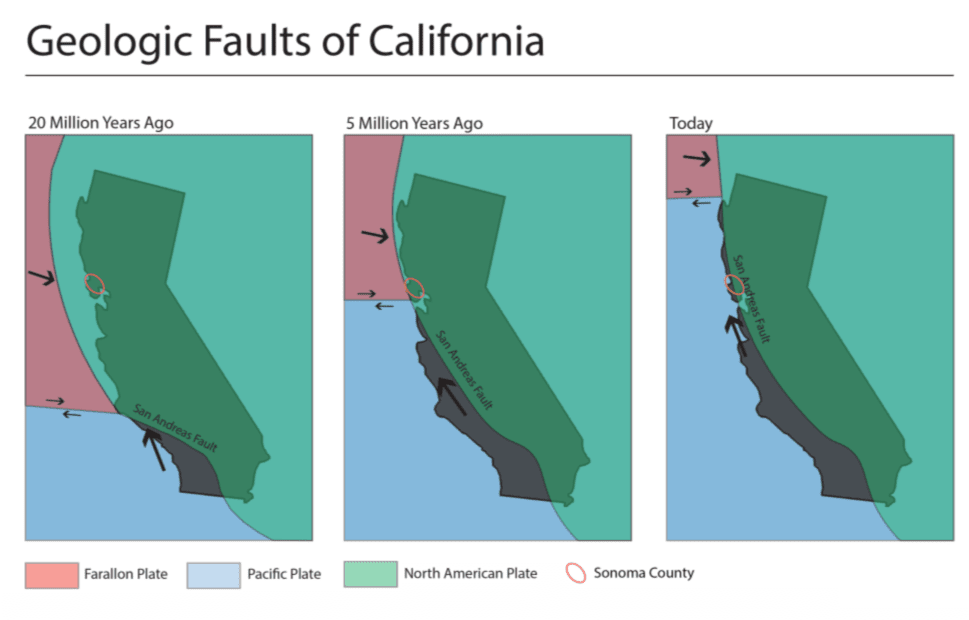 Geologic Faults of California
20 Million Years Ago
5 Million Years Ago
Today
San Andreas Fault
San Andreas Fault
San Andreas Fault
Farallon Plate
Pacific Plate
North American Plate
Sonoma County